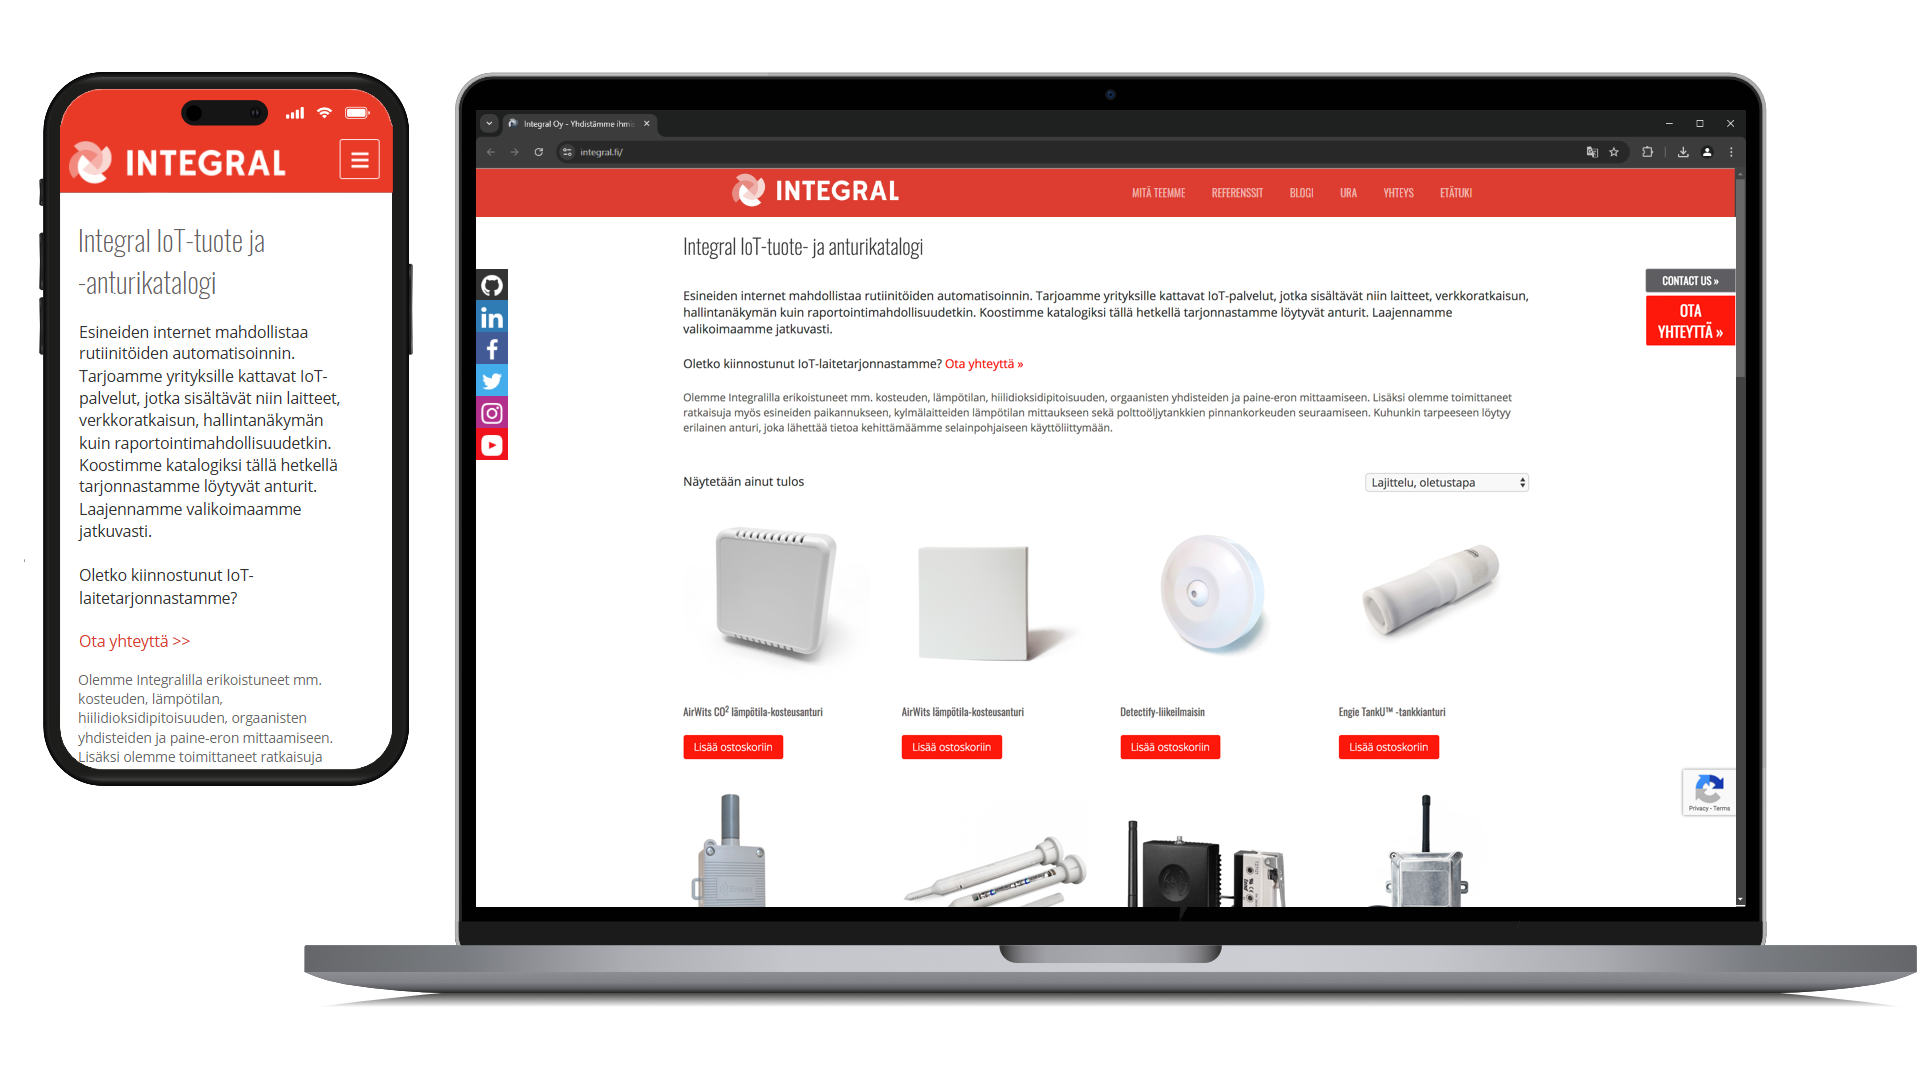 INTEGRAL
Integral IoT-tuote ja
-anturikatalogi
Esineiden internet mahdollistaa
rutiinitöiden automatisoinnin.
Tarjoamme yrityksille kattavat IoT-
palvelut, jotka sisältävät niin laitteet,
verkkoratkaisun, hallintanäkymän
kuin raportointimahdollisuudetkin.
Koostimme katalogiksi tällä hetkellä
tarjonnastamme löytyvät anturit.
Laajennamme valikoimaamme
jatkuvasti.
Oletko kiinnostunut IoT-
laitetarjonnastamme?
Ota yhteyttä >>
Olemme Integralilla erikoistuneet mm.
kosteuden, lämpötilan,
hiilidioksidipitoisuuden, orgaanisten
yhdisteiden ja paine-eron mittaamiseen.
Lisäksi olemme toimittaneet ratkaisuja
Integral Oy - Yhdistämme ihmi
integral.fi/
INTEGRAL
MITÄ TEEMME REFERENSSIT BLOGI URA YHTEYS ETÄTUKI
Integral IoT-tuote- ja anturikatalogi
CONTACT US »
OTA
YHTEYTTÄ »
Esineiden internet mahdollistaa rutiinitöiden automatisoinnin. Tarjoamme yrityksille kattavat IoT-palvelut, jotka sisältävät niin laitteet, verkkoratkaisun,
hallintanäkymän kuin raportointimahdollisuudetkin. Koostimme katalogiksi tällä hetkellä tarjonnastamme löytyvät anturit. Laajennamme
valikoimaamme jatkuvasti.
Oletko kiinnostunut IoT-laitetarjonnastamme? Ota yhteyttä »
Olemme Integralilla erikoistuneet mm. kosteuden, lämpötilan, hiilidioksidipitoisuuden, orgaanisten yhdisteiden ja paine-eron mittaamiseen. Lisäksi olemme toimittaneet
ratkaisuja myös esineiden paikannukseen, kylmälaitteiden lämpötilan mittaukseen sekä polttoöljytankkien pinnankorkeuden seuraamiseen. Kuhunkin tarpeeseen löytyy
erilainen anturi, joka lähettää tietoa kehittämäämme selainpohjaiseen käyttöliittymään.
Näytetään ainut tulos
Lajittelu, oletustapa
AirWits CO² lämpötila-kosteusanturi
AirWits lämpötila-kosteusanturi
Detectify-liikeilmaisin
Engie TankU™ -tankkianturi
Lisää ostoskoriin
Lisää ostoskoriin
Lisää ostoskoriin
Lisää ostoskoriin
Privacy - Terms